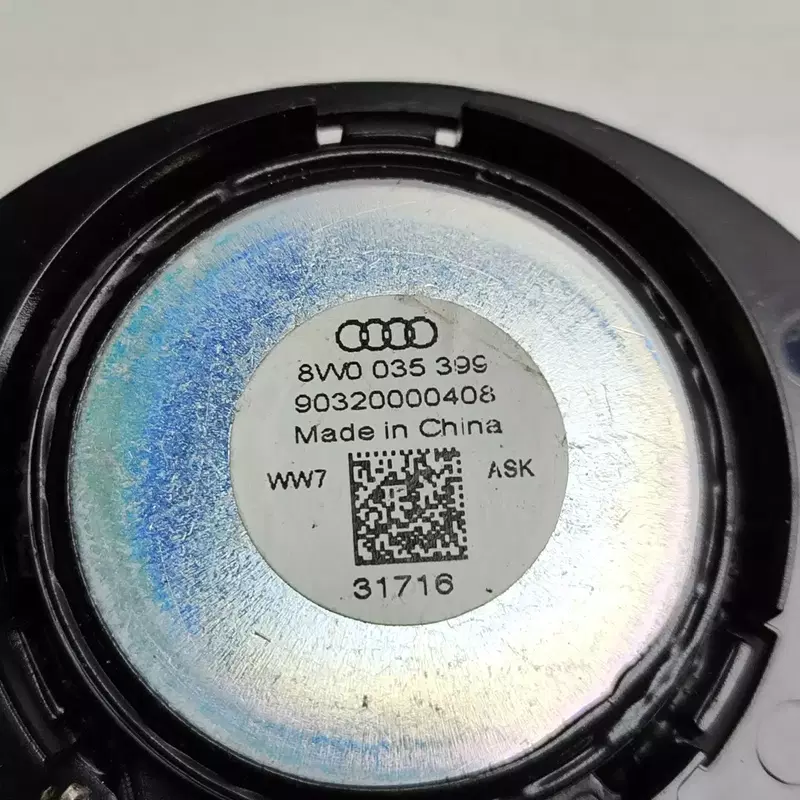 8W0 035 399
90320000408
Made in China
WW7 ASK
31716